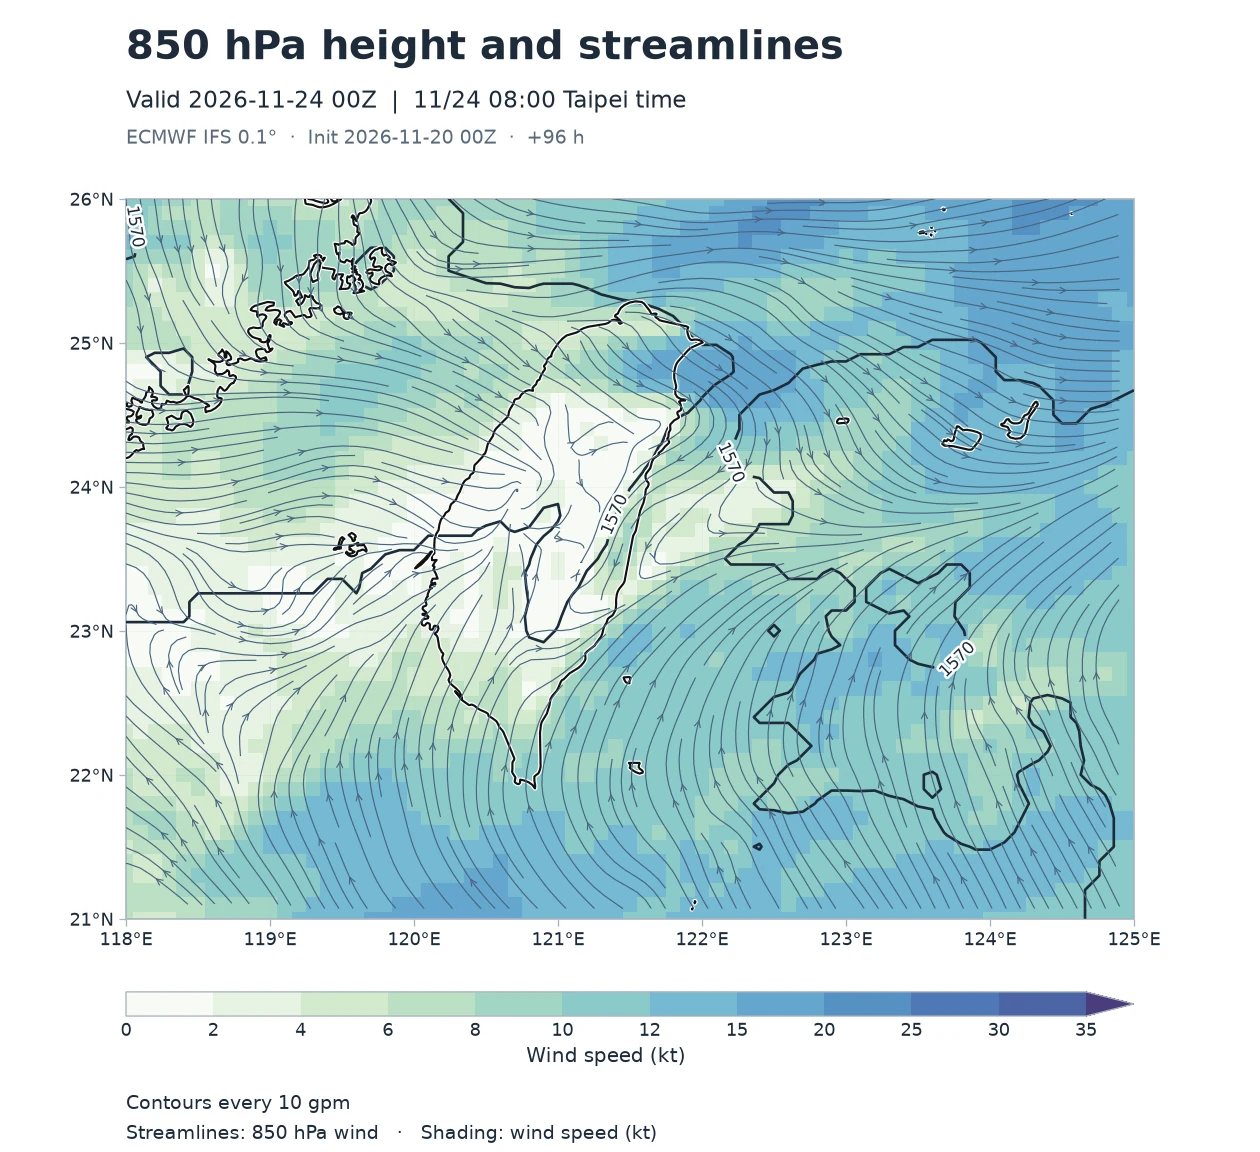 850 hPa height and streamlines
Valid 2026-11-24 00Z | 11/24 08:00 Taipei time
ECMWF IFS 0.1° · Init 2026-11-20 00Z · +96 h
26°N
1570
25°N
1570
24°N
1570
23°N
1570
22°N
21°N
118°E 119°E 120°E 121°E 122°E 123°E 124°E 125°E
0 2 4 6 8 10 12 15 20 25 30 35
Wind speed (kt)
Contours every 10 gpm
Streamlines: 850 hPa wind · Shading: wind speed (kt)